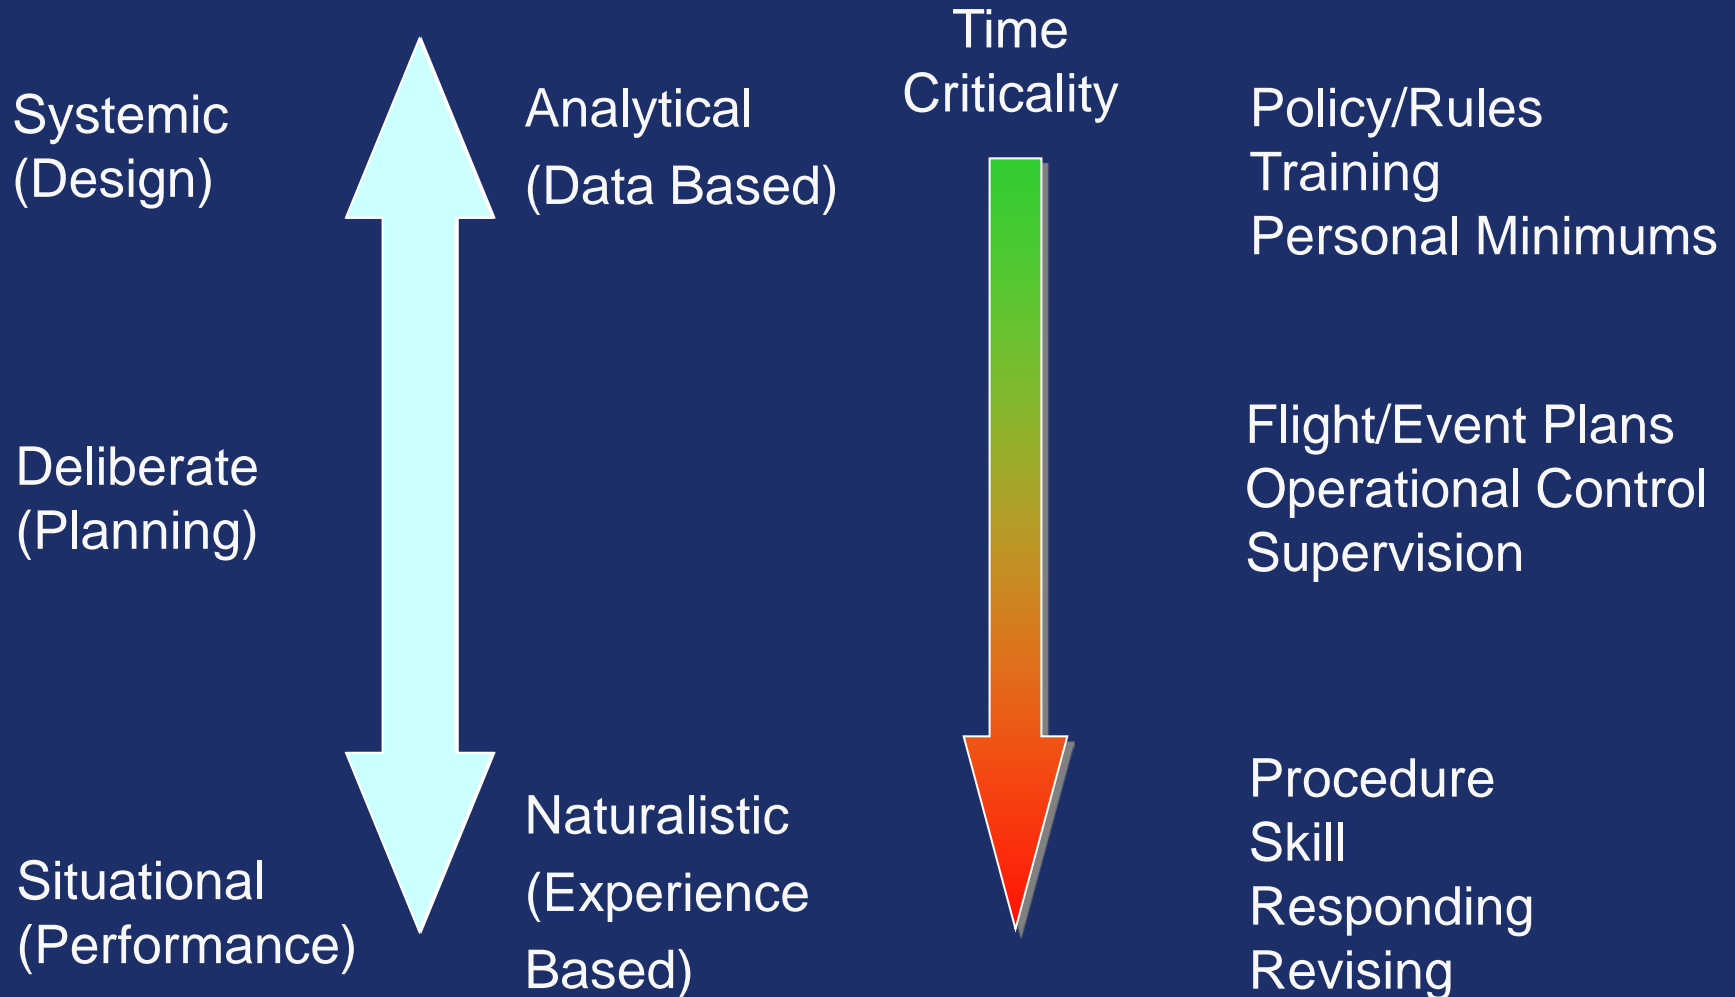 Systemic
(Design)
Deliberate
(Planning)
Situational
(Performance)
Analytical
(Data Based)
Naturalistic
(Experience
Based)
Time
Criticality
Policy/Rules
Training
Personal Minimums
Flight/Event Plans
Operational Control
Supervision
Procedure
Skill
Responding
Revising